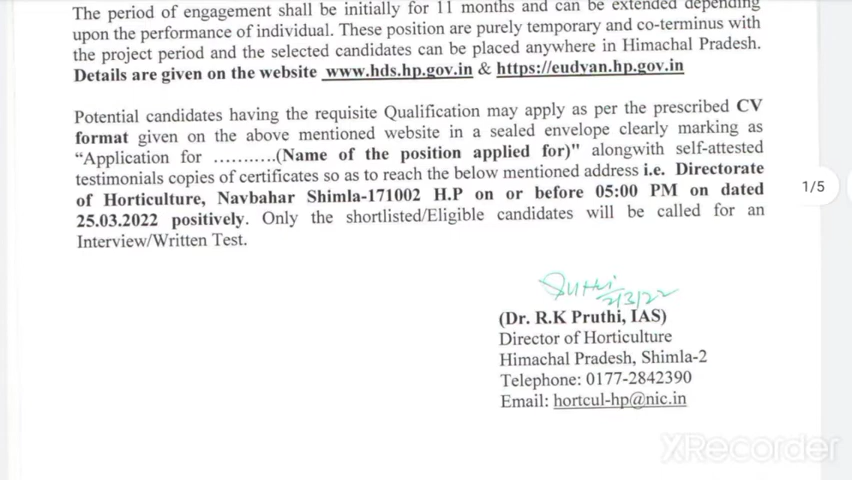 The period of engagement shall be initially for 11 months and can be extended depending
upon the performance of individual. These position are purely temporary and co-terminus with
the project period and the selected candidates can be placed anywhere in Himachal Pradesh.
Details are given on the website www.hds.hp.gov.in & https://eudyan.hp.gov.in
Potential candidates having the requisite Qualification may apply as per the prescribed CV
format given on the above mentioned website in a sealed envelope clearly marking as
“Application for ………..(Name of the position applied for)" alongwith self-attested
testimonials copies of certificates so as to reach the below mentioned address i.e. Directorate
of Horticulture, Navbahar Shimla-171002 H.P on or before 05:00 PM on dated
25.03.2022 positively. Only the shortlisted/Eligible candidates will be called for an
Interview/Written Test.
1/5
2/3/22
(Dr. R.K Pruthi, IAS)
Director of Horticulture
Himachal Pradesh, Shimla-2
Telephone: 0177-2842390
Email: hortcul-hp@nic.in
XRecorder